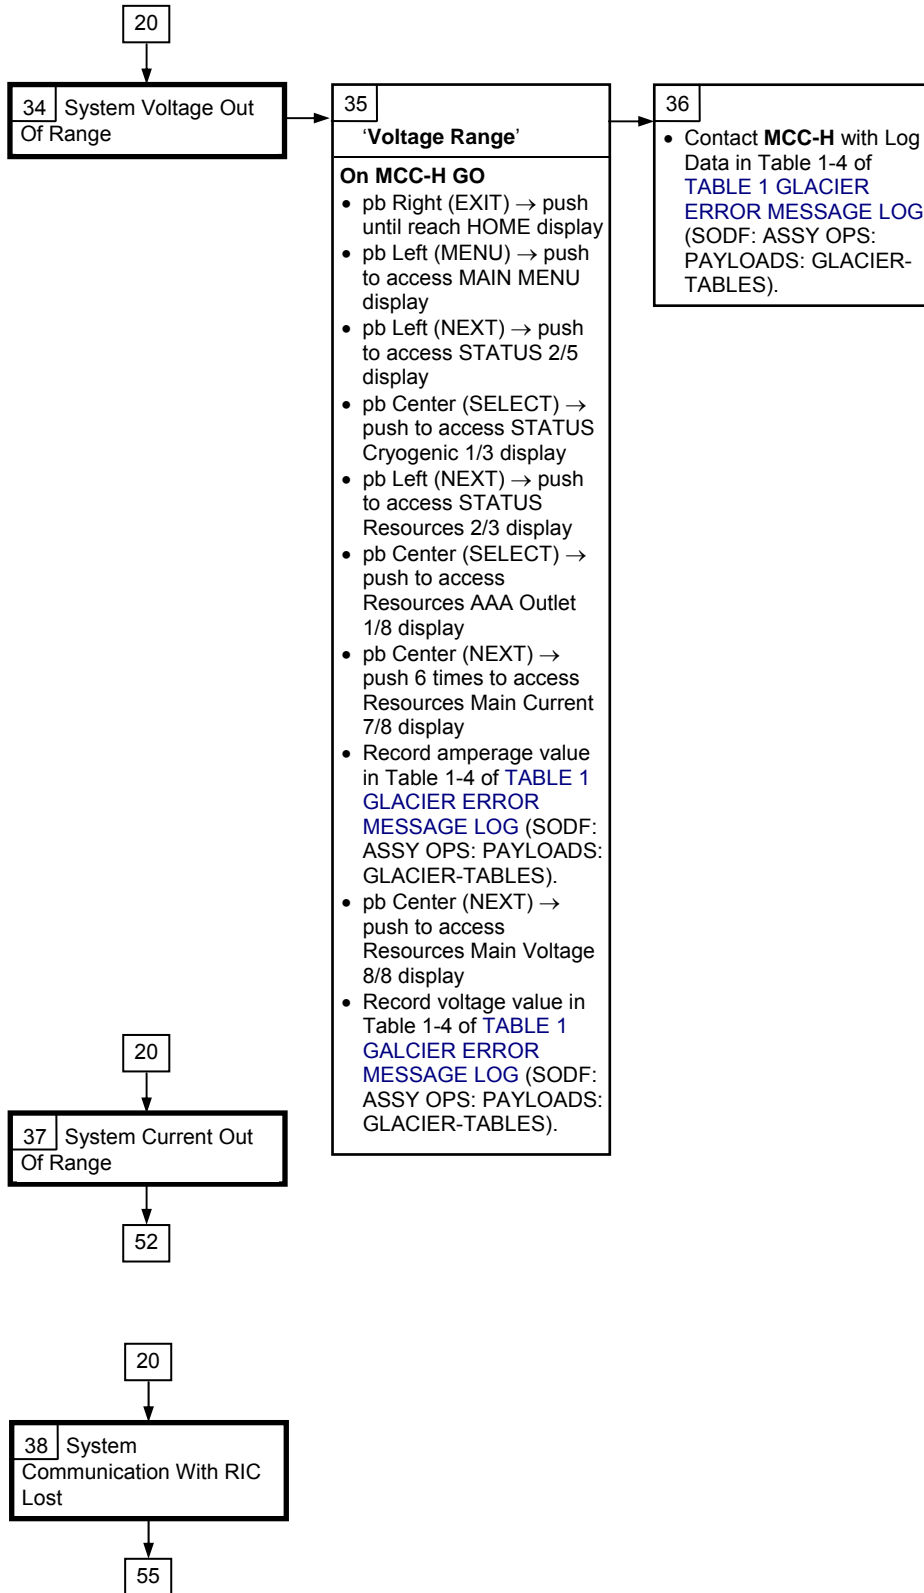 20
34 System Voltage Out
Of Range
35
‘Voltage Range’
On MCC-H GO
• pb Right (EXIT) → push
until reach HOME display
• pb Left (MENU) → push
to access MAIN MENU
display
• pb Left (NEXT) → push
to access STATUS 2/5
display
• pb Center (SELECT) →
push to access STATUS
Cryogenic 1/3 display
• pb Left (NEXT) → push
to access STATUS
Resources 2/3 display
• pb Center (SELECT) →
push to access
Resources AAA Outlet
1/8 display
• pb Center (NEXT) →
push 6 times to access
Resources Main Current
7/8 display
• Record amperage value
in Table 1-4 of TABLE 1
GLACIER ERROR
MESSAGE LOG (SODF:
ASSY OPS: PAYLOADS:
GLACIER-TABLES).
• pb Center (NEXT) →
push to access
Resources Main Voltage
8/8 display
• Record voltage value in
Table 1-4 of TABLE 1
GALCIER ERROR
MESSAGE LOG (SODF:
ASSY OPS: PAYLOADS:
GLACIER-TABLES).
36
• Contact MCC-H with Log
Data in Table 1-4 of
TABLE 1 GLACIER
ERROR MESSAGE LOG
(SODF: ASSY OPS:
PAYLOADS: GLACIER-
TABLES).
20
37 System Current Out
Of Range
52
20
38 System
Communication With RIC
Lost
55